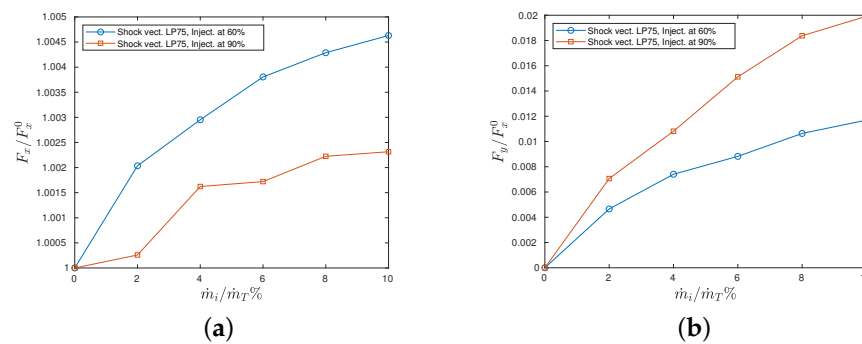 1.005
1.0045
1.004
1.0035
1.003
1.0025
1.002
1.0015
1.001
1.0005
1
F_x/F_x^0
Shock vect. LP75, Inject. at 60%
Shock vect. LP75, Inject. at 90%
0 2 4 6 8 10
ṁ_i/ṁ_T%
(a)
0.02
0.018
0.016
0.014
0.012
0.01
0.008
0.006
0.004
0.002
0
F_y/F_x^0
Shock vect. LP75, Inject. at 60%
Shock vect. LP75, Inject. at 90%
0 2 4 6 8 1
ṁ_i/ṁ_T%
(b)